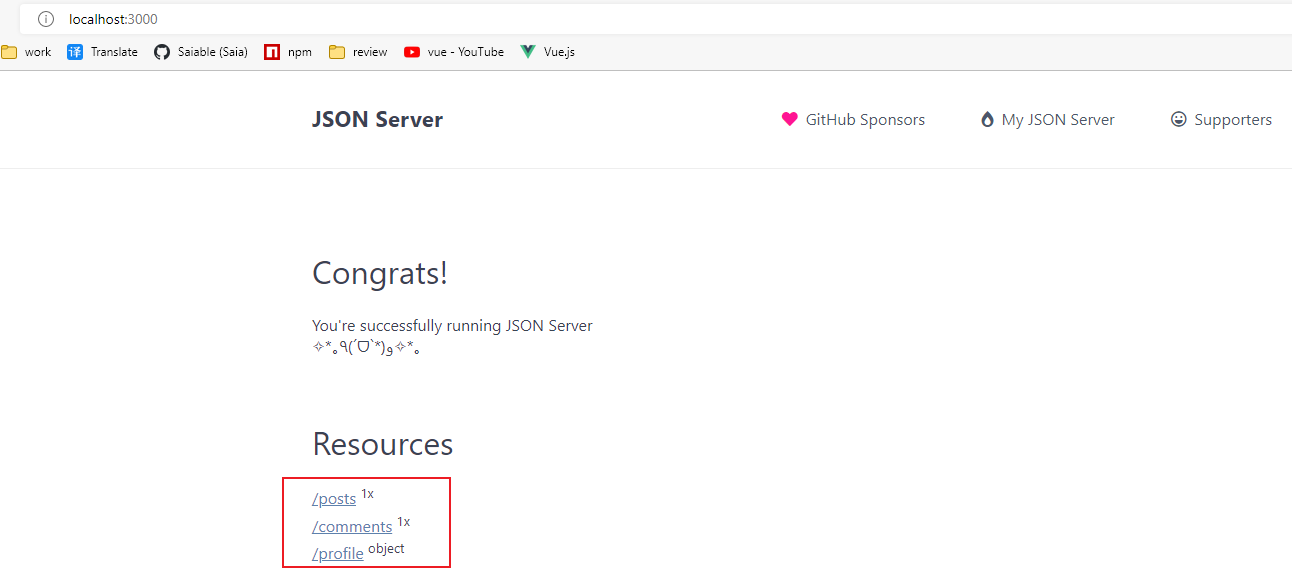 localhost:3000
work 译 Translate Saiable (Saia) npm review vue - YouTube Vue.js
JSON Server GitHub Sponsors My JSON Server Supporters
Congrats!
You're successfully running JSON Server
✧*｡٩(ˊᗜˋ*)و✧*｡
Resources
/posts 1x
/comments 1x
/profile object